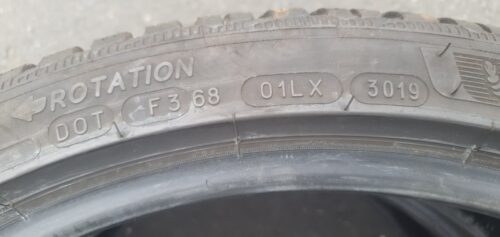 ROTATION
DOT F3 68 01LX 3019